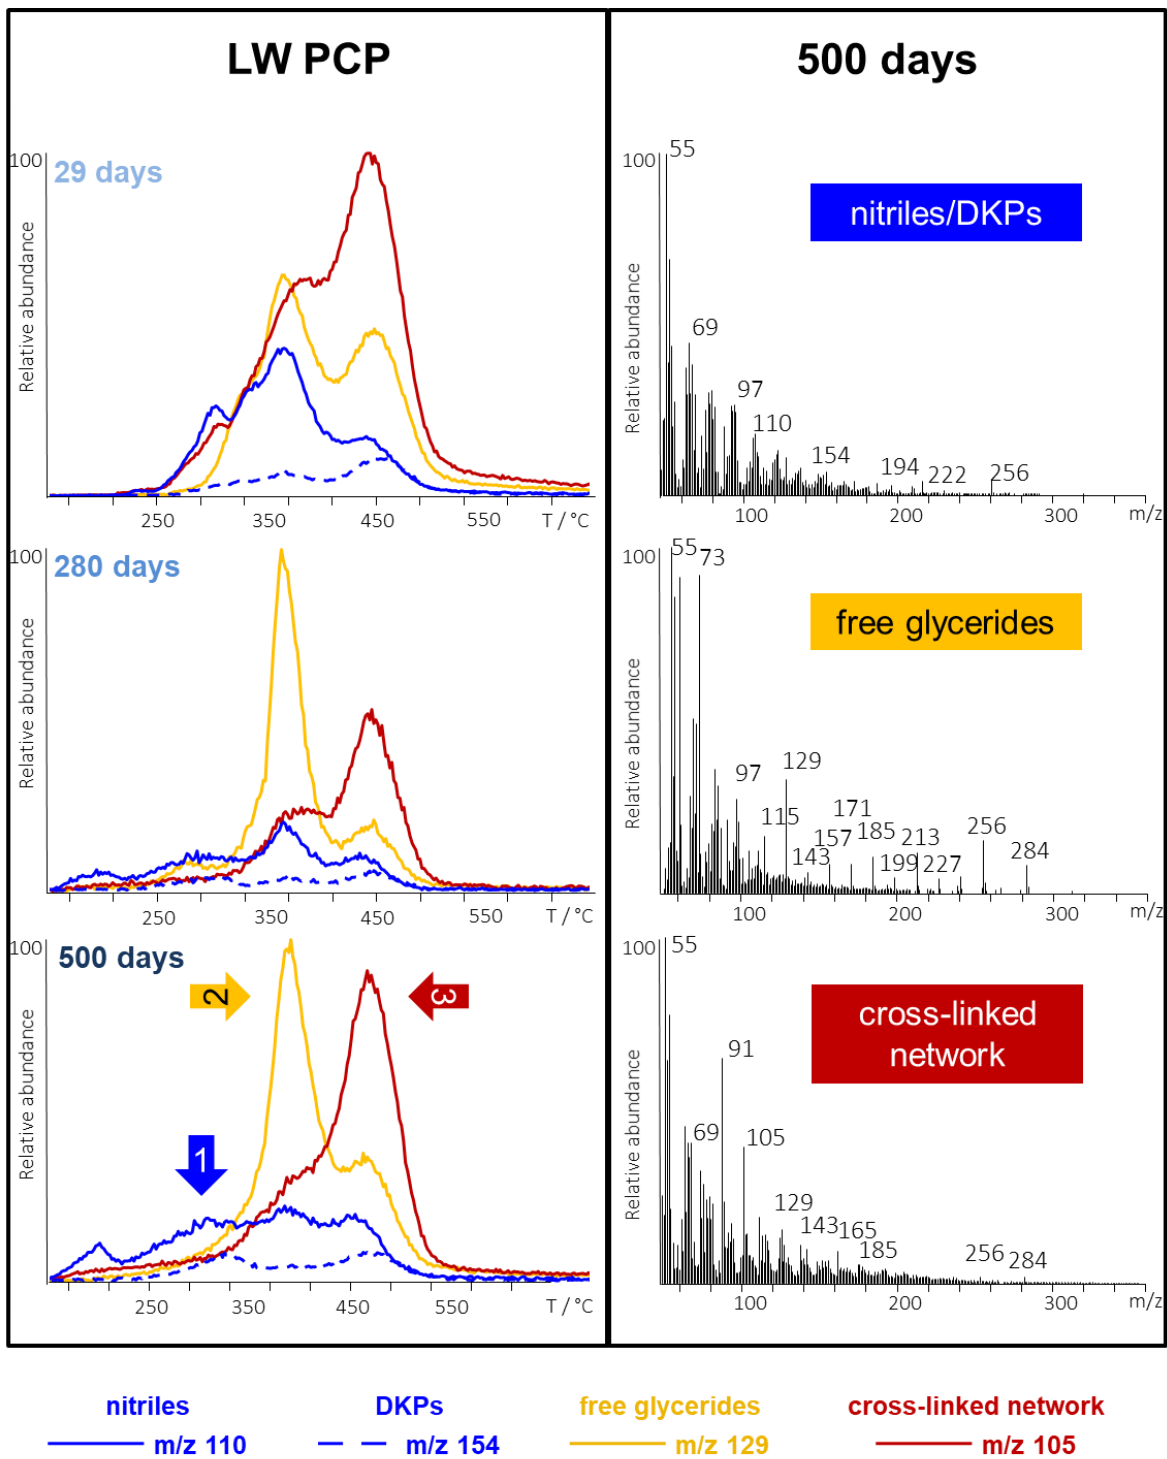 LW PCP
29 days
100
Relative abundance
250 350 450 550 T / °C
280 days
100
Relative abundance
250 350 450 550 T / °C
500 days
100
Relative abundance
1
2
3
250 350 450 550 T / °C
500 days
100
Relative abundance
nitriles/DKPs
55
69
97
110
154
194
222
256
100 200 300 m/z
100
Relative abundance
free glycerides
55
73
97
115
129
143
157
171
185
199
213
227
256
284
100 200 300 m/z
100
Relative abundance
cross-linked
network
55
69
91
105
129
143
165
185
256
284
100 200 300 m/z
nitriles DKPs free glycerides cross-linked network
m/z 110 m/z 154 m/z 129 m/z 105